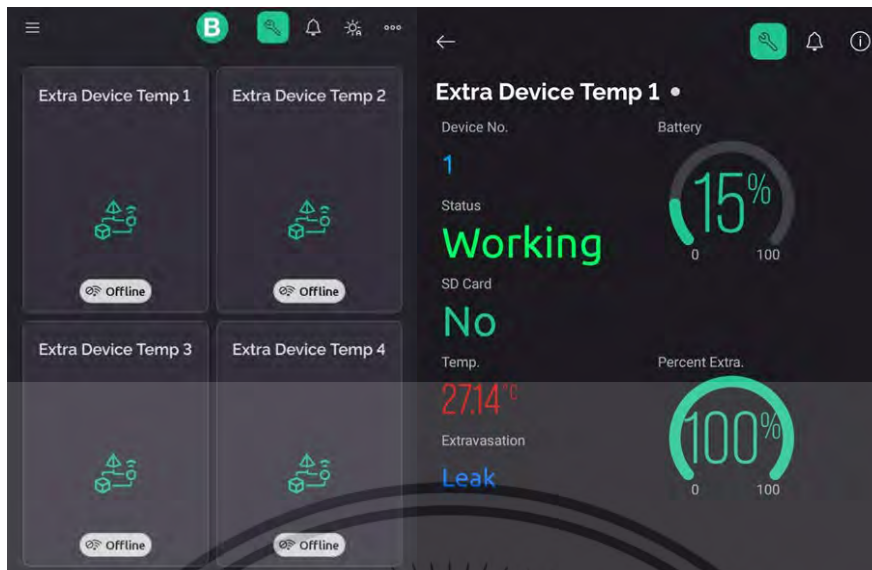 B
Extra Device Temp 1
Extra Device Temp 2
Offline
Offline
Extra Device Temp 3
Extra Device Temp 4
Offline
Offline
Extra Device Temp 1
Device No.
Battery
1
15%
0 100
Status
Working
SD Card
No
Temp.
Percent Extra.
27.14°C
100%
0 100
Extravasation
Leak